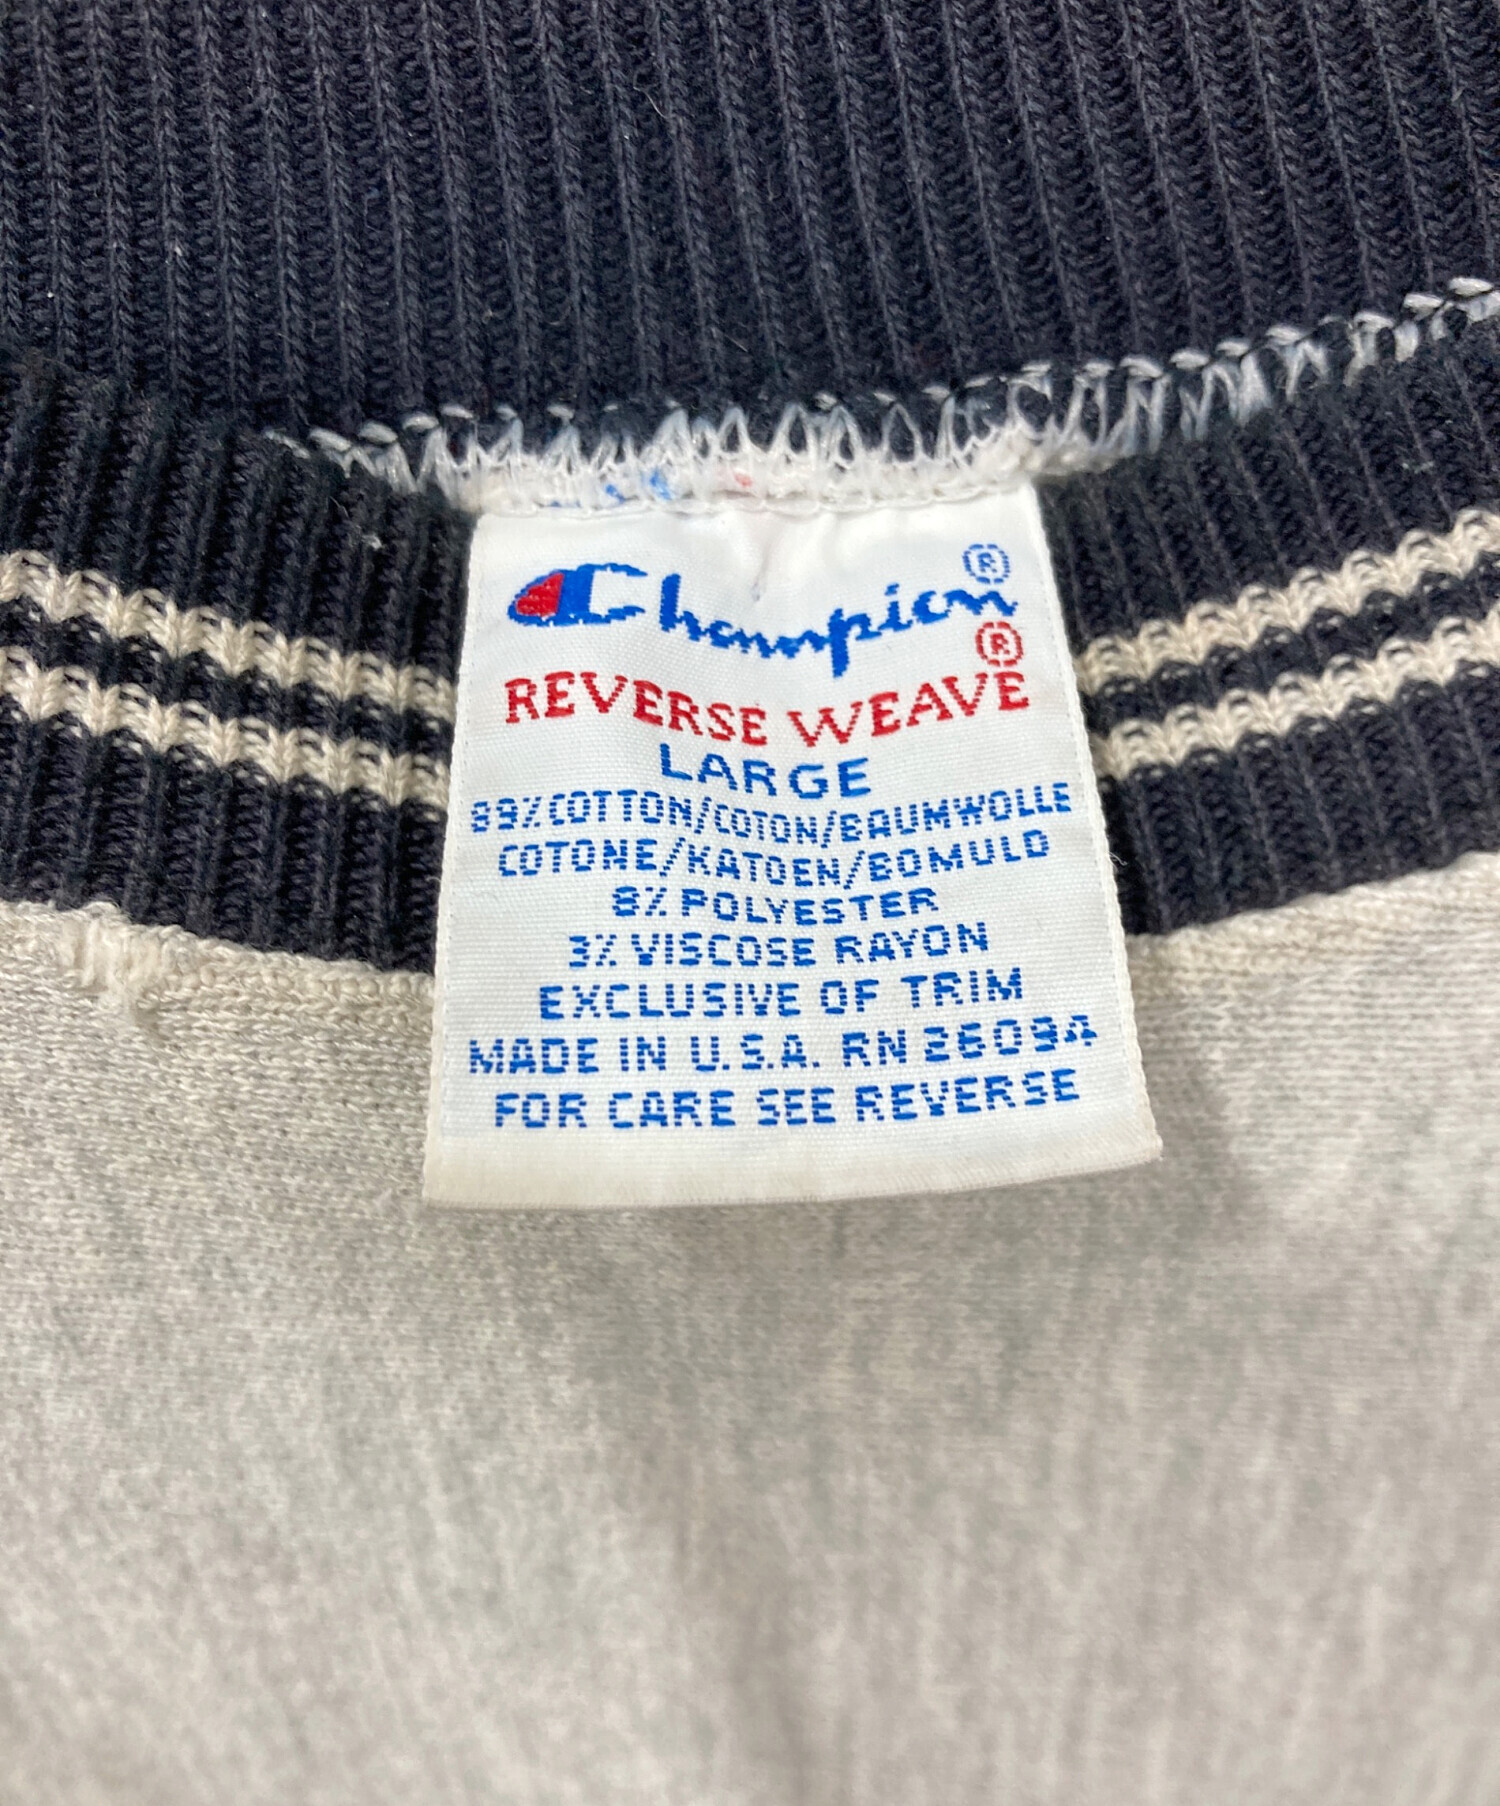 Champion®
REVERSE WEAVE®
LARGE
89% COTTON/COTON/BAUMWOLLE
COTONE/KATOEN/BOMULD
8% POLYESTER
3% VISCOSE RAYON
EXCLUSIVE OF TRIM
MADE IN U.S.A. RN 26094
FOR CARE SEE REVERSE